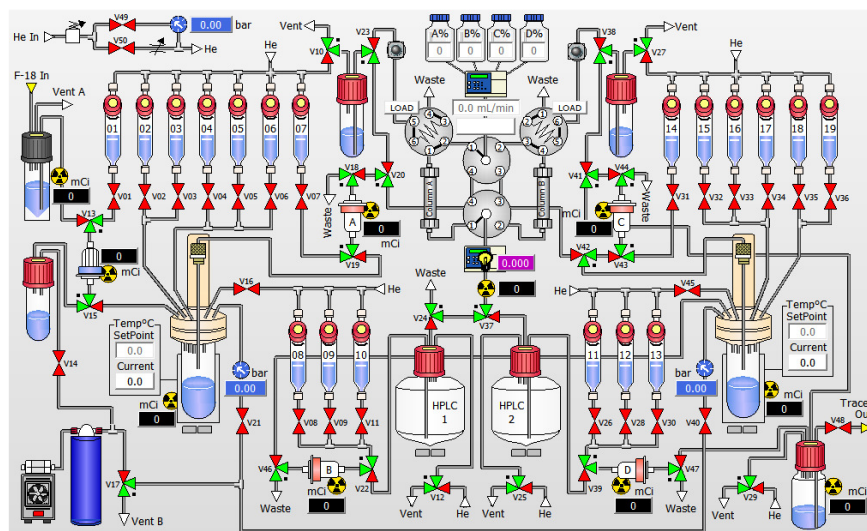 V49
0.00 bar
He In
V50
He
Vent
V10
V23
A% B% C% D%
0 0 0 0
V38
Vent
V27
F-18 In
Vent A
He
Waste
Waste
He
LOAD
0.0 mL/min
LOAD
01 02 03 04 05 06 07
14 15 16 17 18 19
mCi
0
V01 V02 V03 V04 V05 V06 V07
V18
V20
Column A
Column B
V41
V44
V31 V32 V33 V34 V35 V36
Waste
A
mCi
0
V19
mCi
0
C
Waste
V42
V43
V13
0
mCi
V15
0.000
0
V16
He
Waste
V24
V37
He
V45
Temp°C
SetPoint
0.0
Current
0.0
Temp°C
SetPoint
0.0
Current
0.0
08 09 10
11 12 13
bar
0.00
bar
0.00
V14
mCi
0
V21
V08 V09 V11
HPLC
1
HPLC
2
V26 V28 V30
V40
mCi
0
V48
V46
B
V22
V39
D
V47
V17
Waste
mCi
0
V12
V25
mCi
0
Waste
V29
mCi
0
Vent B
Vent
He
Vent
He
Vent
He